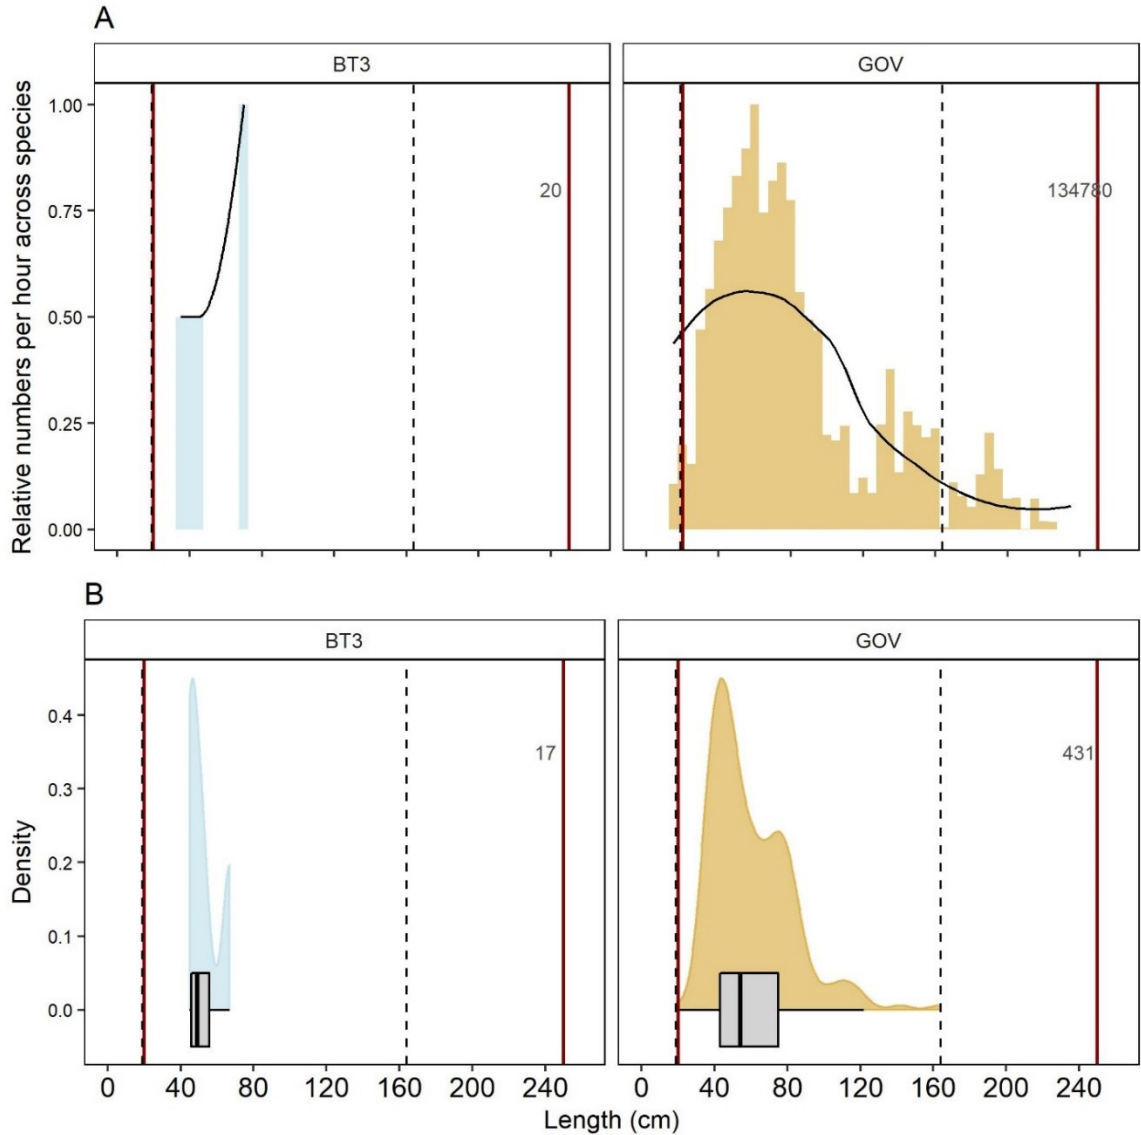 A
BT3
GOV
Relative numbers per hour across species
1.00
0.75
0.50
0.25
0.00
20
134780
B
BT3
GOV
Density
0.4
0.3
0.2
0.1
0.0
17
431
0 40 80 120 160 200 240
0 40 80 120 160 200 240
Length (cm)